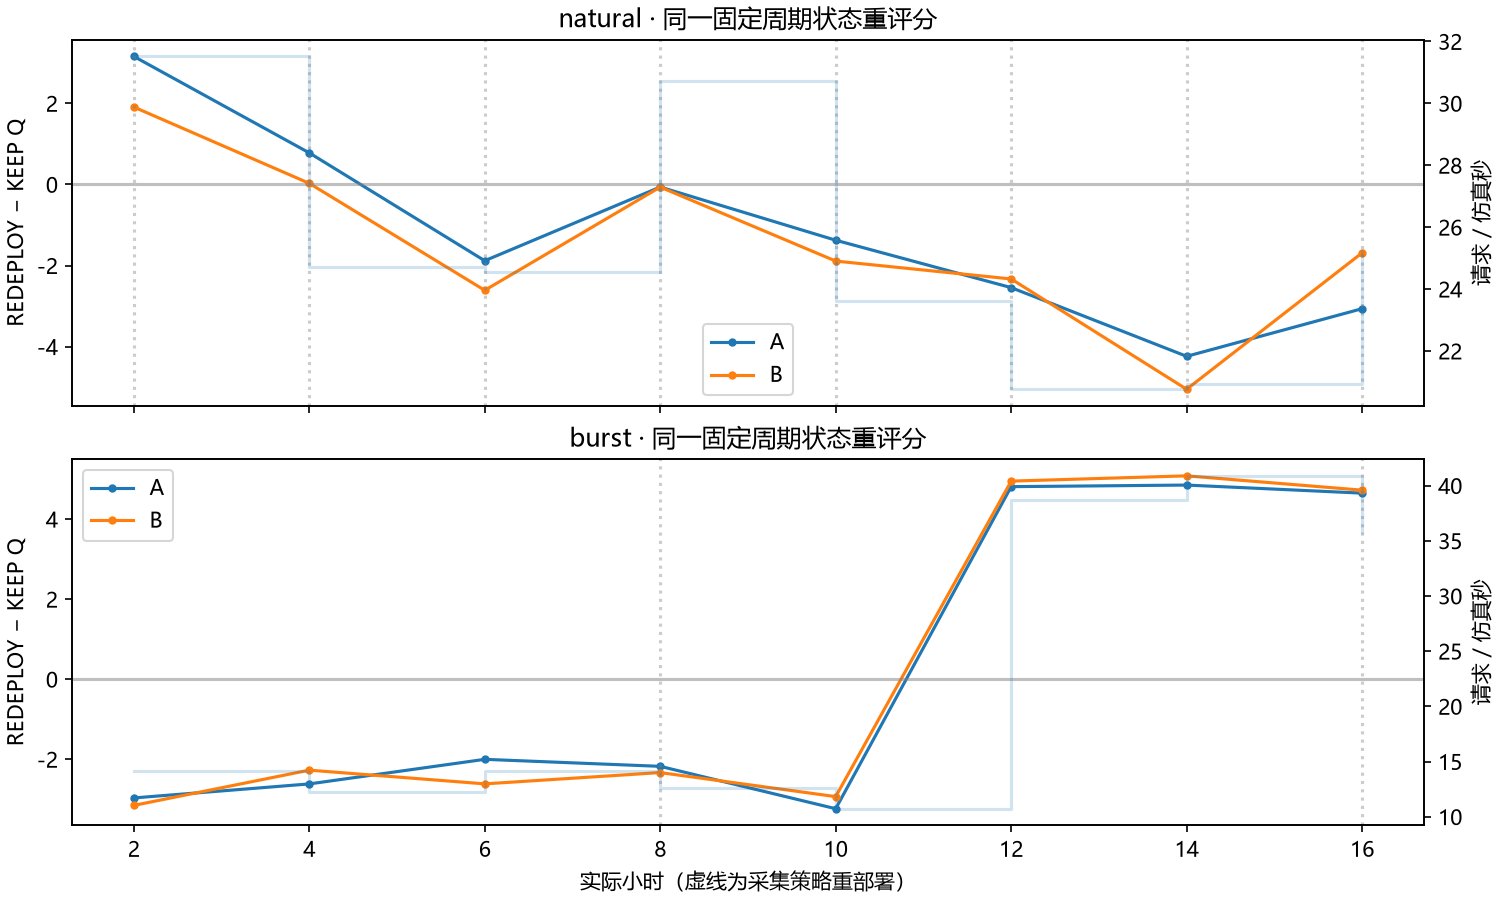 natural · 同一固定周期状态重评分
REDEPLOY − KEEP Q
2
0
-2
-4
32
30
28
26
24
22
请求 / 仿真秒
A
B
burst · 同一固定周期状态重评分
REDEPLOY − KEEP Q
4
2
0
-2
40
35
30
25
20
15
10
请求 / 仿真秒
A
B
2 4 6 8 10 12 14 16
实际小时（虚线为采集策略重部署）